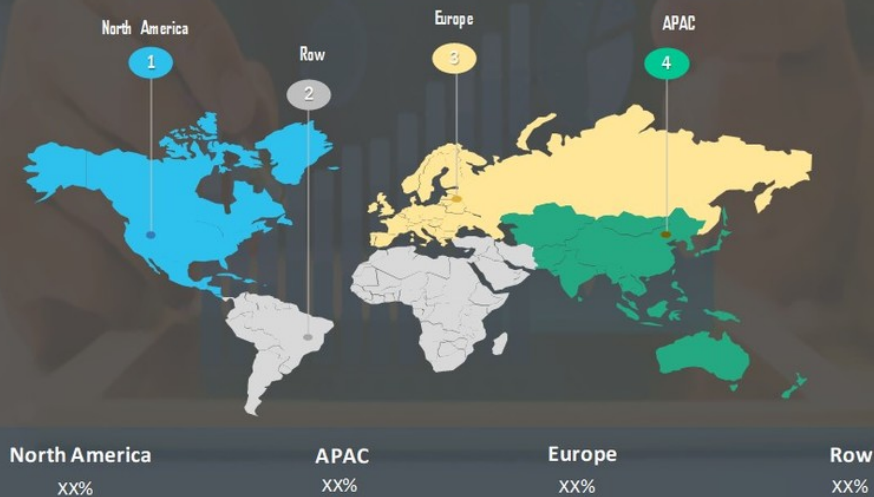 North America
1
Row
2
Europe
3
APAC
4
North America
APAC
Europe
Row
XX%
XX%
XX%
XX%